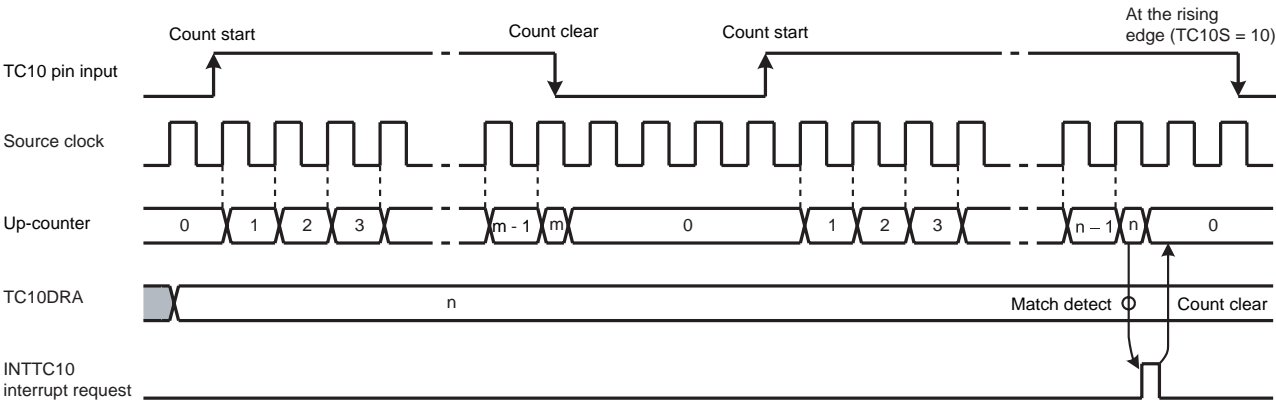 At the rising
edge (TC10S = 10)
Count start
Count clear
Count start
TC10 pin input
Source clock
Up-counter
0 1 2 3 m - 1 m 0 1 2 3 n – 1 n 0
TC10DRA
n
Match detect
Count clear
INTTC10
interrupt request